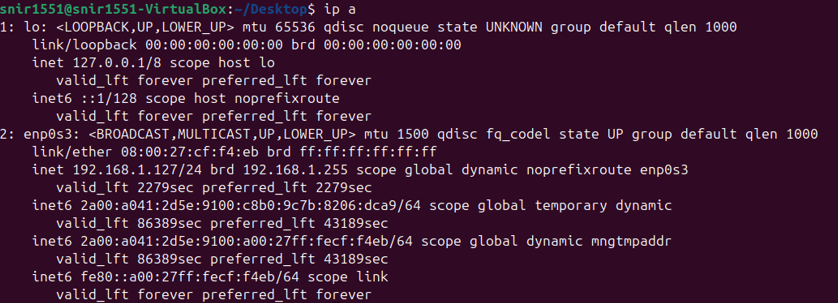 snir1551@snir1551-VirtualBox:~/Desktop$ ip a
1: lo: <LOOPBACK,UP,LOWER_UP> mtu 65536 qdisc noqueue state UNKNOWN group default qlen 1000
    link/loopback 00:00:00:00:00:00 brd 00:00:00:00:00:00
    inet 127.0.0.1/8 scope host lo
       valid_lft forever preferred_lft forever
    inet6 ::1/128 scope host noprefixroute
       valid_lft forever preferred_lft forever
2: enp0s3: <BROADCAST,MULTICAST,UP,LOWER_UP> mtu 1500 qdisc fq_codel state UP group default qlen 1000
    link/ether 08:00:27:cf:f4:eb brd ff:ff:ff:ff:ff:ff
    inet 192.168.1.127/24 brd 192.168.1.255 scope global dynamic noprefixroute enp0s3
       valid_lft 2279sec preferred_lft 2279sec
    inet6 2a00:a041:2d5e:9100:c8b0:9c7b:8206:dca9/64 scope global temporary dynamic
       valid_lft 86389sec preferred_lft 43189sec
    inet6 2a00:a041:2d5e:9100:a00:27ff:fecf:f4eb/64 scope global dynamic mngtmpaddr
       valid_lft 86389sec preferred_lft 43189sec
    inet6 fe80::a00:27ff:fecf:f4eb/64 scope link
       valid_lft forever preferred_lft forever